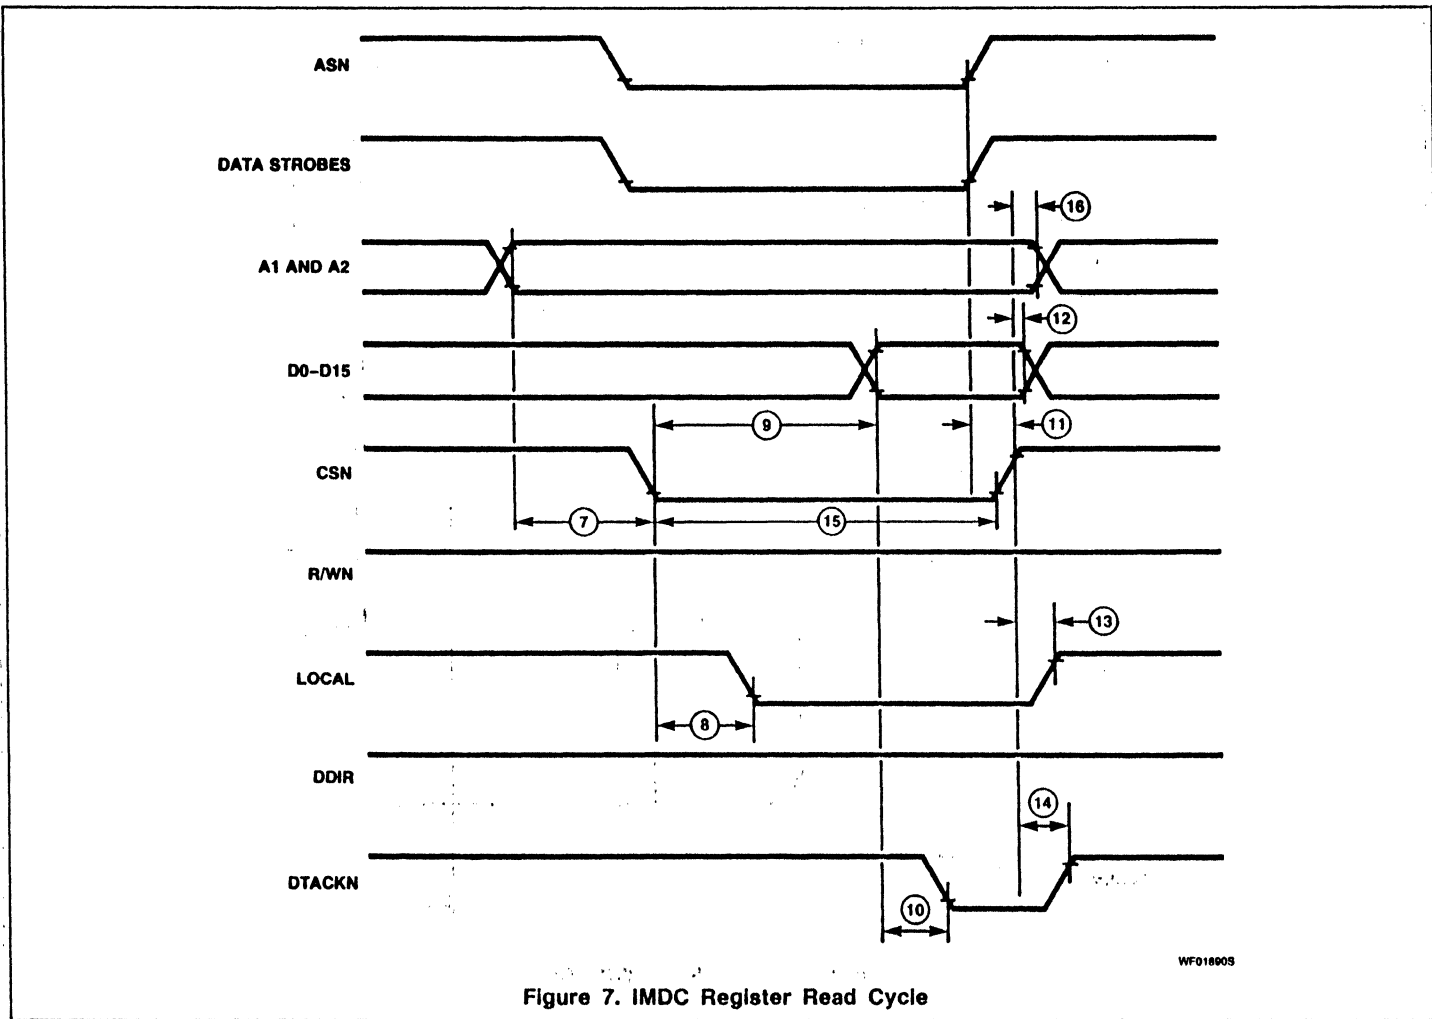 ASN
DATA STROBES
16
A1 AND A2
12
D0–D15
9
11
CSN
7
15
R/WN
13
LOCAL
8
DDIR
14
DTACKN
10
WF01890S
Figure 7. IMDC Register Read Cycle